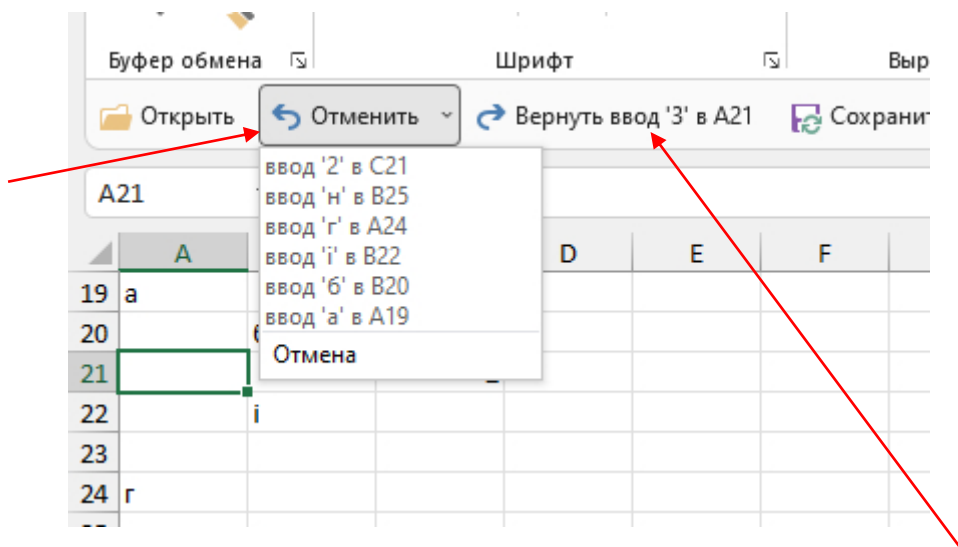 Буфер обмена Шрифт Выр
Открыть Отменить Вернуть ввод '3' в A21 Сохранит
ввод '2' в C21
A21
ввод 'н' в B25
ввод 'г' в A24
A D E F
ввод 'ї' в B22
19 а
ввод 'б' в B20
ввод 'а' в A19
20
Отмена
21
22 і
23
24 г